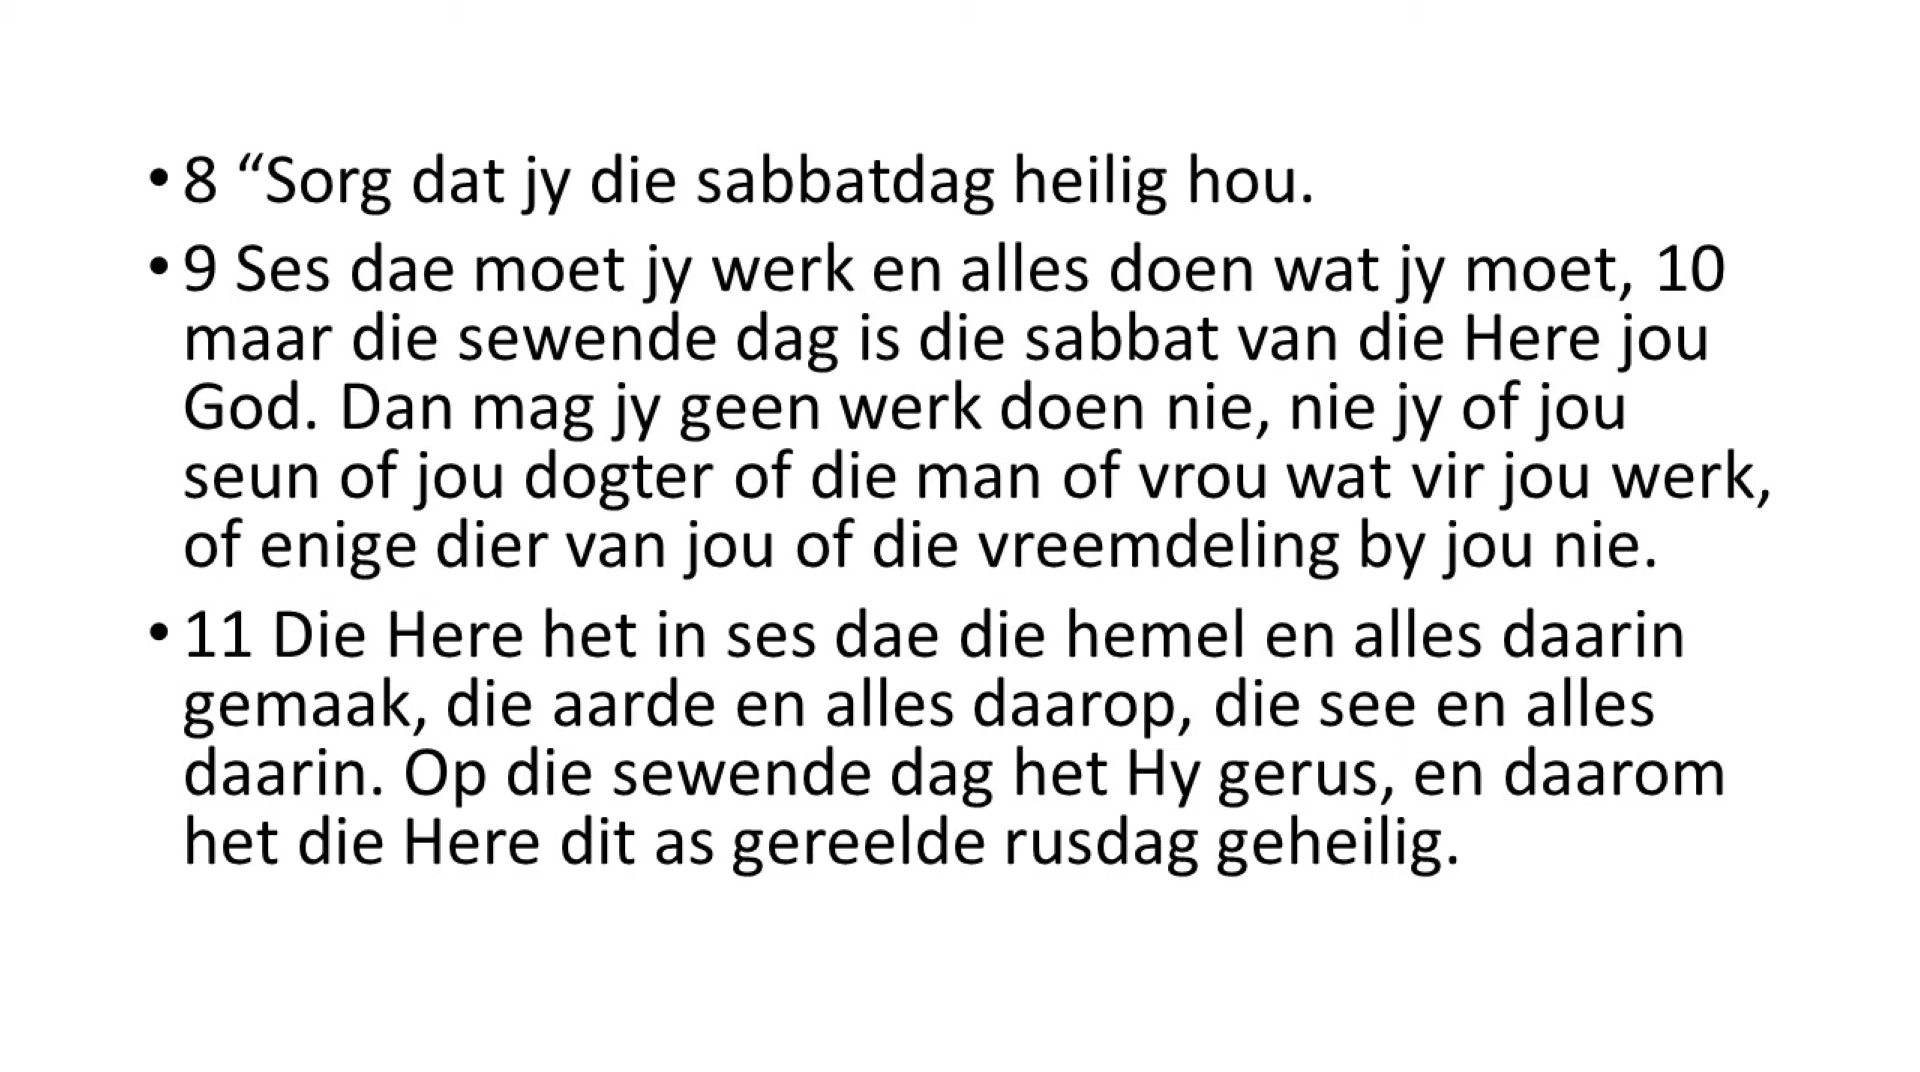 • 8 “Sorg dat jy die sabbatdag heilig hou.
• 9 Ses dae moet jy werk en alles doen wat jy moet, 10
maar die sewende dag is die sabbat van die Here jou
God. Dan mag jy geen werk doen nie, nie jy of jou
seun of jou dogter of die man of vrou wat vir jou werk,
of enige dier van jou of die vreemdeling by jou nie.
• 11 Die Here het in ses dae die hemel en alles daarin
gemaak, die aarde en alles daarop, die see en alles
daarin. Op die sewende dag het Hy gerus, en daarom
het die Here dit as gereelde rusdag geheilig.